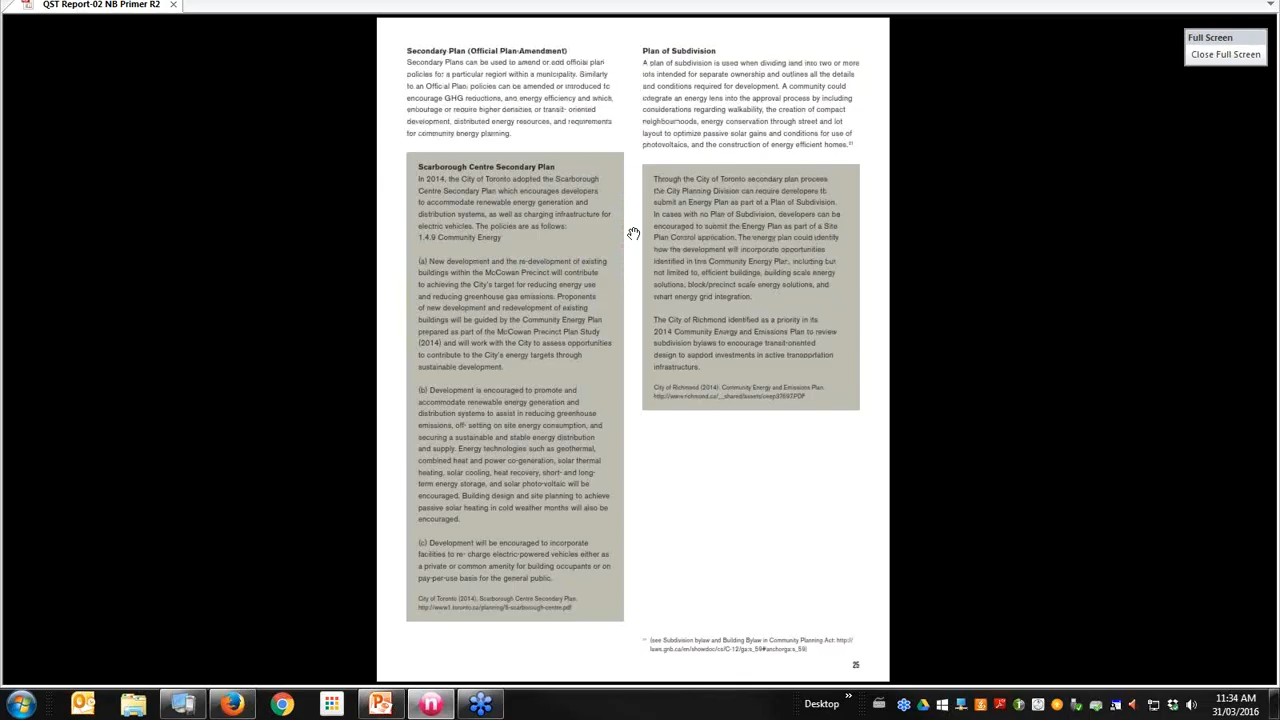 QST Report-02 NB Primer R2
Full Screen
Close Full Screen
Secondary Plan (Official Plan-Amendment)
Secondary Plans can be used to amend or add official plan
policies for a particular region within a municipality. Similarly
to an Official Plan, policies can be amended or introduced to
encourage GHG reductions, and energy efficiency and which,
entourage or require higher densities, or transit- oriented
development, distributed energy resources, and requirements
for community energy planning.
Scarborough Centre Secondary Plan
In 2014, the City of Toronto adopted the Scarborough
Centre Secondary Plan which encourages developers
to accommodate renewable energy generation and
distribution systems, as well as charging infrastructure for
electric vehicles. The policies are as follows:
1.4.9 Community Energy
(a) New development and the re-development of existing
buildings within the McCowan Precinct will contribute
to achieving the City's target for reducing energy use
and reducing greenhouse gas emissions. Proponents
of new development and redevelopment of existing
buildings will be guided by the Community Energy Plan
prepared as part of the McCowan Precinct Plan Study
(2014) and will work with the City to assess opportunities
to contribute to the City's energy targets through
sustainable development.
(b) Development is encouraged to promote and
accommodate renewable energy generation and
distribution systems to assist in reducing greenhouse
emissions, off- setting on site energy consumption, and
securing a sustainable and stable energy distribution
and supply. Energy technologies such as geothermal,
combined heat and power co-generation, solar thermal
heating, solar cooling, heat recovery, short- and long-
term energy storage, and solar photo-voltaic will be
encouraged. Building design and site planning to achieve
passive solar heating in cold weather months will also be
encouraged.
(c) Development will be encouraged to incorporate
facilities to re- charge electric-powered vehicles either as
a private or common amenity for building occupants or on
pay-per-use basis for the general public.
City of Toronto (2014). Scarborough Centre Secondary Plan.
http://www1.toronto.ca/planning/5-scarborough-centre.pdf
Plan of Subdivision
A plan of subdivision is used when dividing land into two or more
lots intended for separate ownership and outlines all the details
and conditions required for development. A community could
integrate an energy lens into the approval process by including
considerations regarding walkability, the creation of compact
neighbourhoods, energy conservation through street and lot
layout to optimize passive solar gains and conditions for use of
photovoltaics, and the construction of energy efficient homes.
Through the City of Toronto secondary plan process
the City Planning Division can require developers to
submit an Energy Plan as part of a Plan of Subdivision.
In cases with no Plan of Subdivision, developers can be
encouraged to submit the Energy Plan as part of a Site
Plan Control application. The energy plan could identify
how the development will incorporate opportunities
identified in this Community Energy Plan, including but
not limited to, efficient buildings, building scale energy
solutions, block/precinct scale energy solutions, and
smart energy grid integration.
The City of Richmond identified as a priority in its
2014 Community Energy and Emissions Plan to review
subdivision bylaws to encourage transit-oriented
design to support investments in active transportation
infrastructure.
City of Richmond (2014). Community Energy and Emissions Plan.
(see Subdivision bylaw and Building Bylaw in Community Planning Act: http://
25
Desktop
11:34 AM
31/03/2016